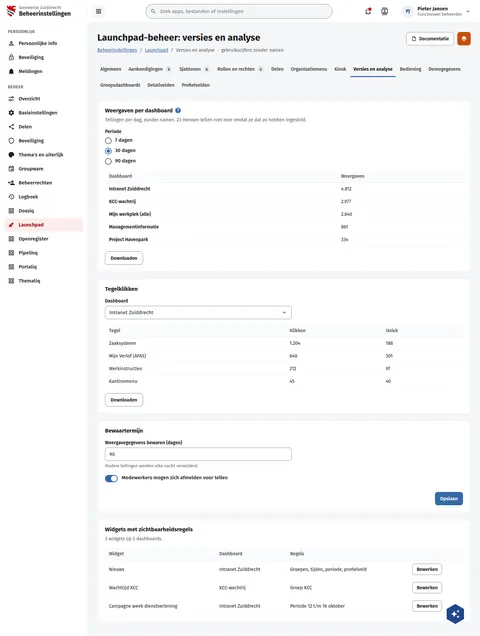 Gemeente Zuiddrecht
Beheerinstellingen
Zoek apps, bestanden of instellingen
PJ
Pieter Jansen
Functioneel beheerder
PERSOONLIJK
Persoonlijke info
Beveiliging
Meldingen
BEHEER
Overzicht
Basisinstellingen
Delen
Beveiliging
Thema's en uiterlijk
Groupware
Beheerrechten
Logboek
Dossiq
Launchpad
Openregister
Pipelinq
Portaliq
Thematiq
Launchpad-beheer: versies en analyse
Beheerinstellingen / Launchpad / Versies en analyse – gebruikscijfers zonder namen
Documentatie
Algemeen Aankondigingen Sjablonen Rollen en rechten Delen Organisatiemenu Kiosk Versies en analyse Bediening Demogegevens
Groepsdashboards Detailvelden Profielvelden
Weergaven per dashboard
Tellingen per dag, zonder namen. 23 mensen tellen niet mee omdat ze dat zo hebben ingesteld.
Periode
7 dagen
30 dagen
90 dagen
Dashboard Weergaven
Intranet Zuiddrecht 4.812
KCC-wachtrij 2.977
Mijn werkplek (alle) 2.640
Managementinformatie 861
Project Havenpark 334
Downloaden
Tegelklikken
Dashboard
Intranet Zuiddrecht
Tegel Klikken Uniek
Zaaksysteem 1.204 188
Mijn Verlof (AFAS) 640 301
Werkinstructies 212 97
Kantinemenu 45 40
Downloaden
Bewaartermijn
Weergavegegevens bewaren (dagen)
90
Oudere tellingen worden elke nacht verwijderd.
Medewerkers mogen zich afmelden voor tellen
Opslaan
Widgets met zichtbaarheidsregels
3 widgets op 2 dashboards.
Widget Dashboard Regels
Nieuws Intranet Zuiddrecht Groepen, tijden, periode, profielveld Bewerken
Wachttijd KCC KCC-wachtrij Groep KCC Bewerken
Campagne week dienstverlening Intranet Zuiddrecht Periode 12 t/m 16 oktober Bewerken